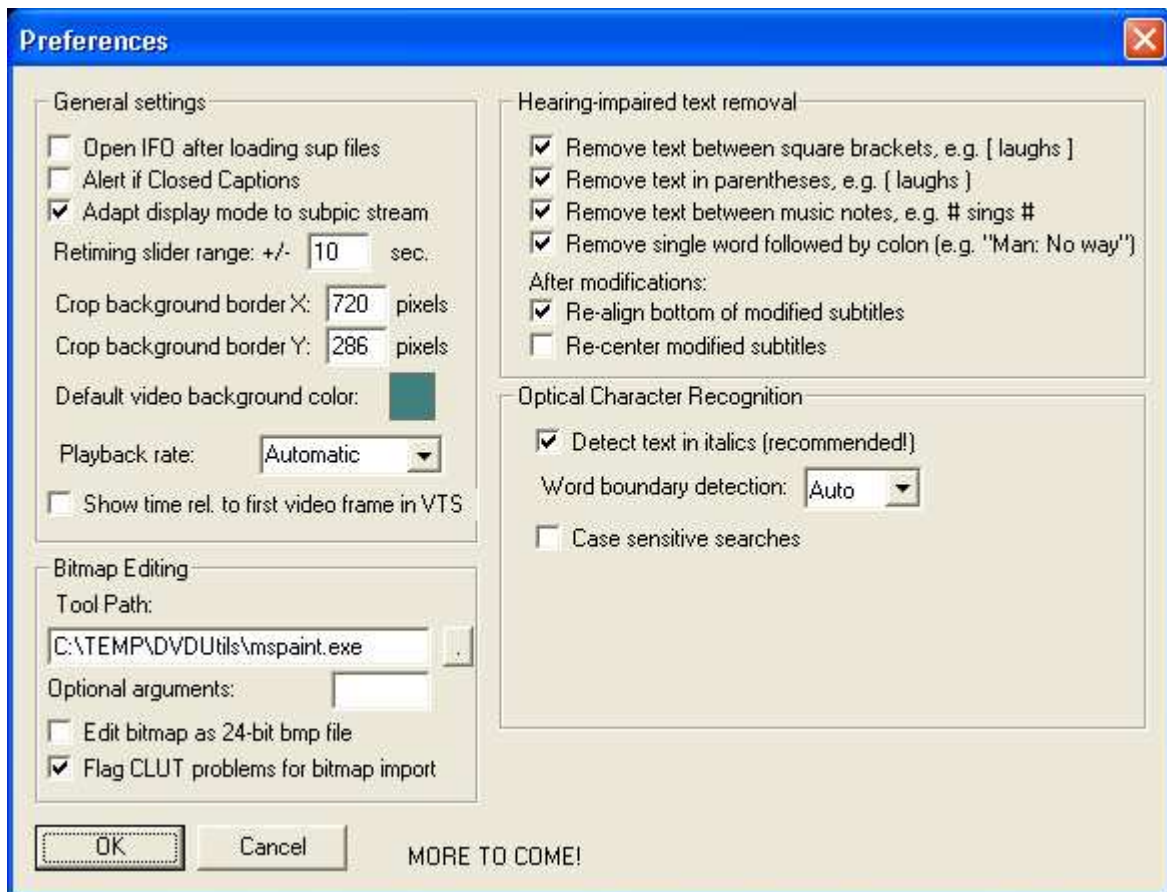 Preferences
General settings
Open IFO after loading sup files
Alert if Closed Captions
Adapt display mode to subpic stream
Retiming slider range: +/- 10 sec.
Crop background border X: 720 pixels
Crop background border Y: 286 pixels
Default video background color:
Playback rate: Automatic
Show time rel. to first video frame in VTS
Bitmap Editing
Tool Path:
C:\TEMP\DVDUtils\mspaint.exe .
Optional arguments:
Edit bitmap as 24-bit bmp file
Flag CLUT problems for bitmap import
Hearing-impaired text removal
Remove text between square brackets, e.g. [ laughs ]
Remove text in parentheses, e.g. ( laughs )
Remove text between music notes, e.g. # sings #
Remove single word followed by colon (e.g. "Man: No way")
After modifications:
Re-align bottom of modified subtitles
Re-center modified subtitles
Optical Character Recognition
Detect text in italics (recommended!)
Word boundary detection: Auto
Case sensitive searches
OK Cancel MORE TO COME!